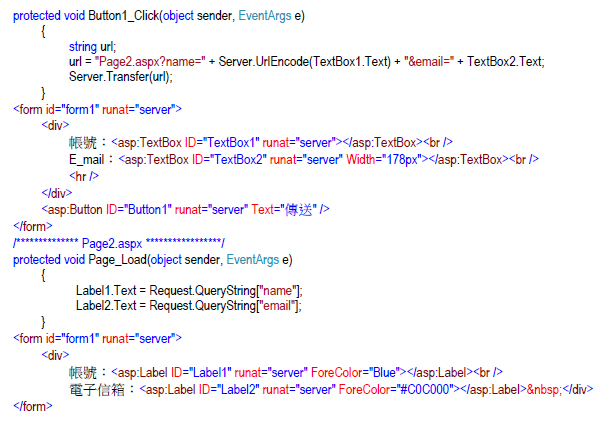 protected void Button1_Click(object sender, EventArgs e)
{
string url;
url = "Page2.aspx?name=" + Server.UrlEncode(TextBox1.Text) + "&email=" + TextBox2.Text;
Server.Transfer(url);
}
<form id="form1" runat="server">
<div>
帳號：<asp:TextBox ID="TextBox1" runat="server"></asp:TextBox><br />
E_mail：<asp:TextBox ID="TextBox2" runat="server" Width="178px"></asp:TextBox><br />
<hr />
</div>
<asp:Button ID="Button1" runat="server" Text="傳送" />
</form>
/************** Page2.aspx *****************/
protected void Page_Load(object sender, EventArgs e)
{
Label1.Text = Request.QueryString["name"];
Label2.Text = Request.QueryString["email"];
}
<form id="form1" runat="server">
<div>
帳號：<asp:Label ID="Label1" runat="server" ForeColor="Blue"></asp:Label><br />
電子信箱：<asp:Label ID="Label2" runat="server" ForeColor="#C0C000"></asp:Label>&nbsp;</div>
</form>